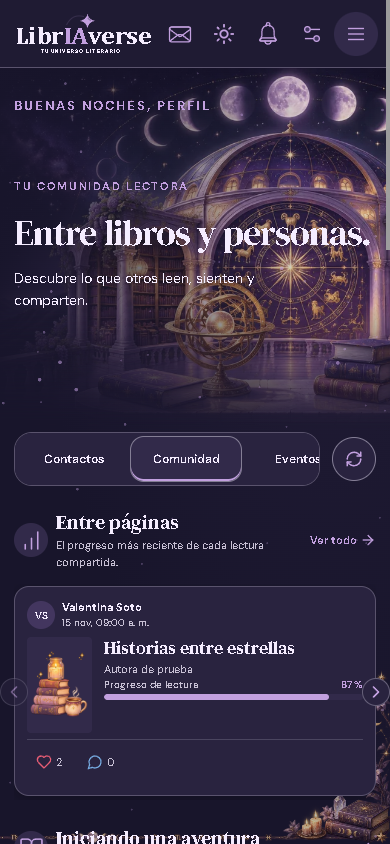 LibrIAverse
TU UNIVERSO LITERARIO
BUENAS NOCHES, PERFIL
TU COMUNIDAD LECTORA
Entre libros y personas.
Descubre lo que otros leen, sienten y
comparten.
Contactos
Comunidad
Eventos
Entre páginas
El progreso más reciente de cada lectura
compartida.
Ver todo
VS
Valentina Soto
15 nov, 09:00 a. m.
Historias entre estrellas
Autora de prueba
Progreso de lectura
87%
2
0
Iniciando una aventura